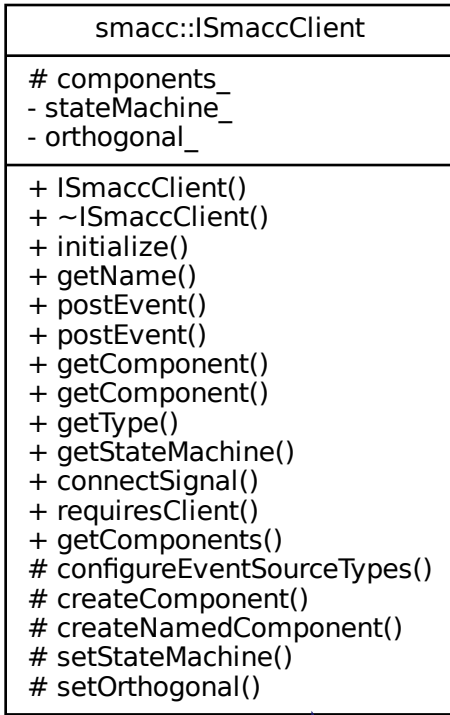 smacc::ISmaccClient
# components_
- stateMachine_
- orthogonal_
+ ISmaccClient()
+ ~ISmaccClient()
+ initialize()
+ getName()
+ postEvent()
+ postEvent()
+ getComponent()
+ getComponent()
+ getType()
+ getStateMachine()
+ connectSignal()
+ requiresClient()
+ getComponents()
# configureEventSourceTypes()
# createComponent()
# createNamedComponent()
# setStateMachine()
# setOrthogonal()